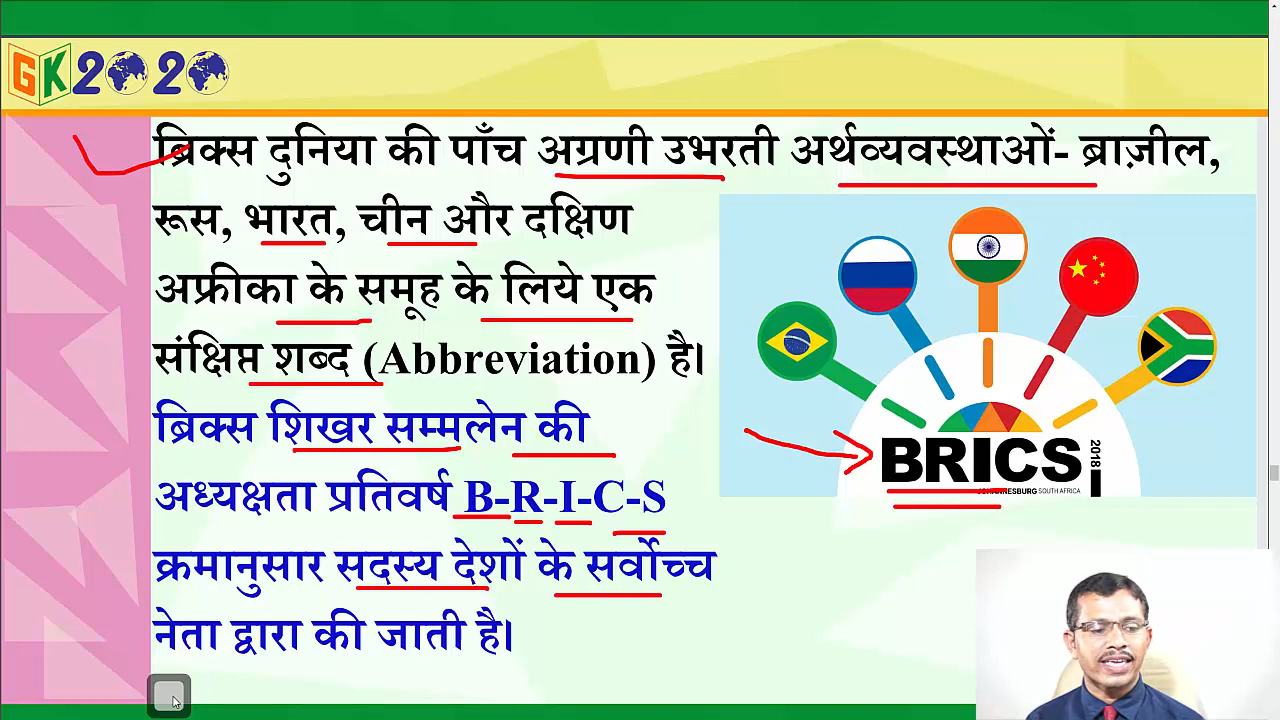 GK2020
ब्रिक्स दुनिया की पाँच अग्रणी उभरती अर्थव्यवस्थाओं- ब्राज़ील,
रूस, भारत, चीन और दक्षिण
अफ्रीका के समूह के लिये एक
संक्षिप्त शब्द (Abbreviation) है।
ब्रिक्स शिखर सम्मलेन की
अध्यक्षता प्रतिवर्ष B-R-I-C-S
क्रमानुसार सदस्य देशों के सर्वोच्च
नेता द्वारा की जाती है।
BRICS
2018
JOHANNESBURG SOUTH AFRICA